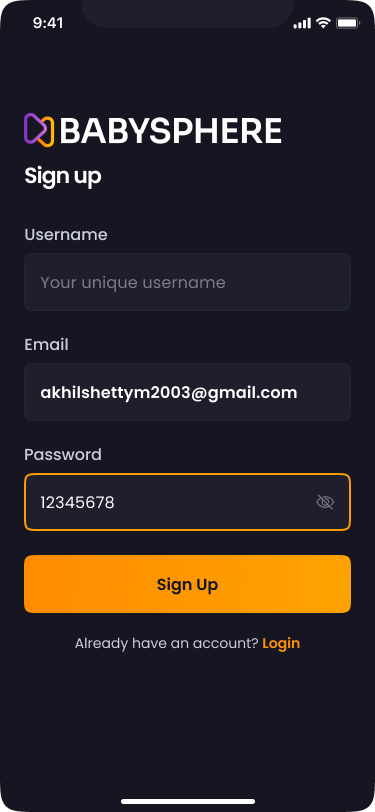 9:41
BABYSPHERE
Sign up
Username
Your unique username
Email
akhilshettym2003@gmail.com
Password
12345678
Sign Up
Already have an account? Login